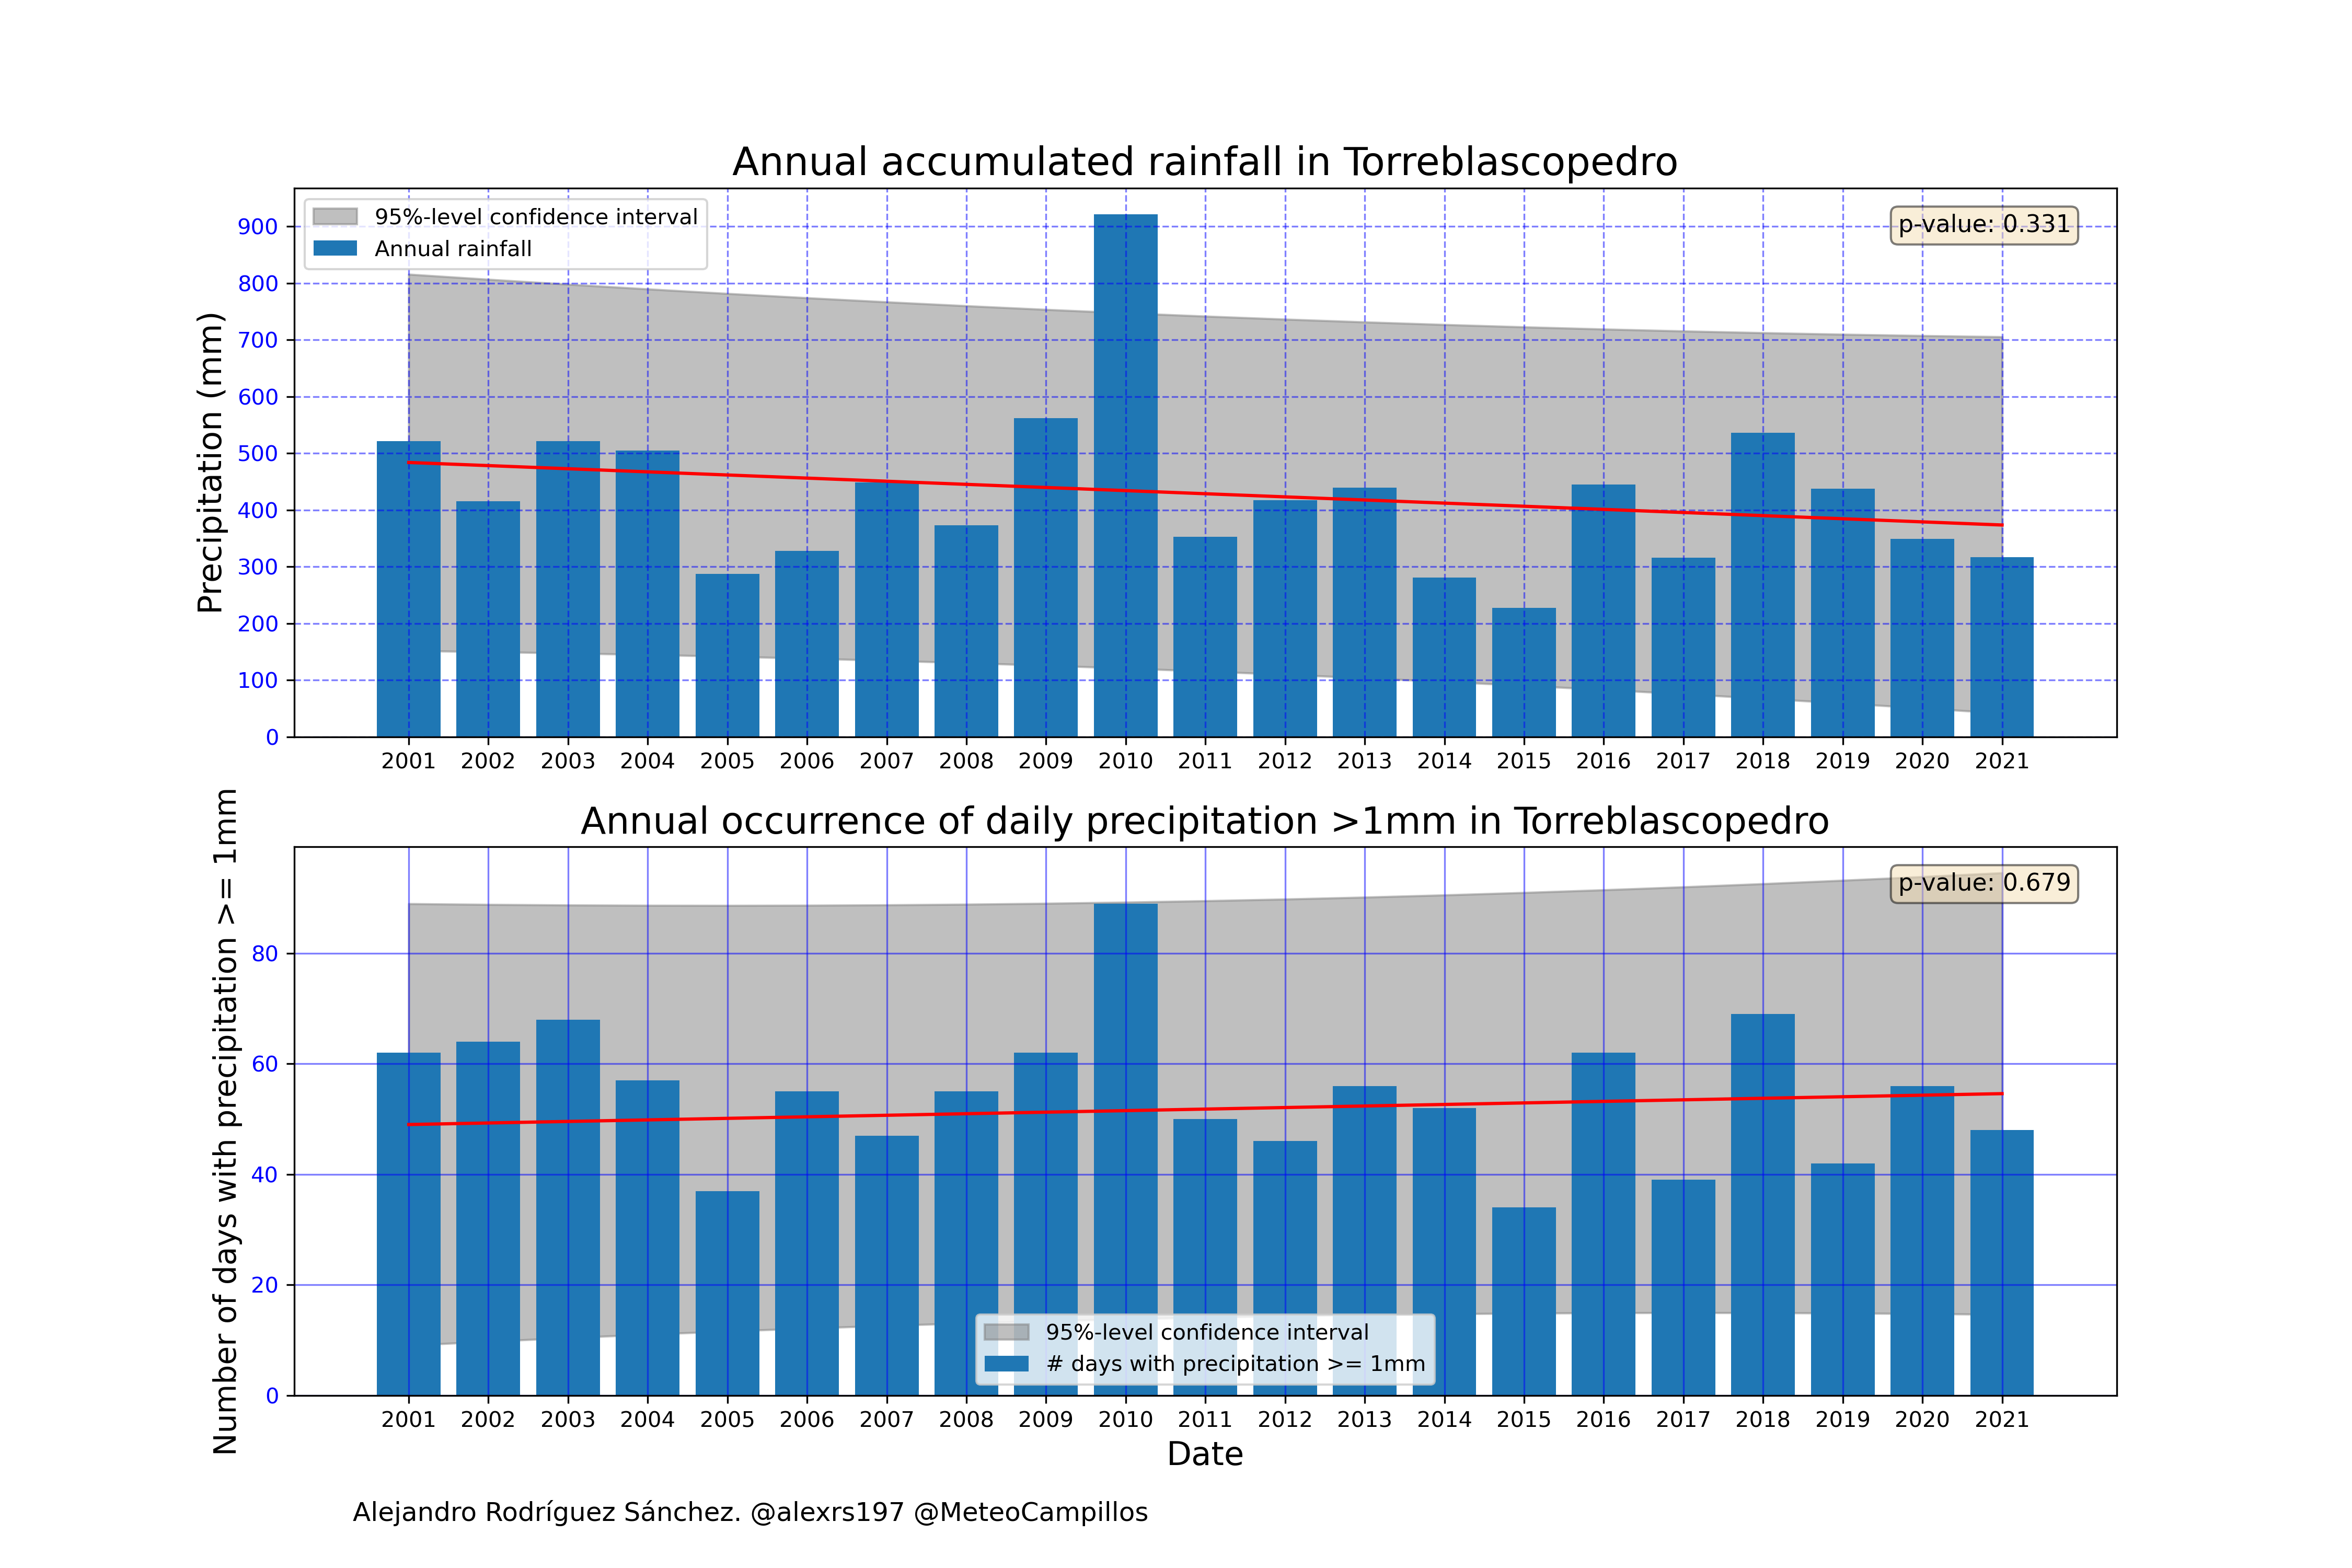 Annual accumulated rainfall in Torreblascopedro
95%-level confidence interval
Annual rainfall
p-value: 0.331
Precipitation (mm)
900
800
700
600
500
400
300
200
100
0
2001 2002 2003 2004 2005 2006 2007 2008 2009 2010 2011 2012 2013 2014 2015 2016 2017 2018 2019 2020 2021
Annual occurrence of daily precipitation >1mm in Torreblascopedro
p-value: 0.679
Number of days with precipitation >= 1mm
80
60
40
20
0
95%-level confidence interval
# days with precipitation >= 1mm
2001 2002 2003 2004 2005 2006 2007 2008 2009 2010 2011 2012 2013 2014 2015 2016 2017 2018 2019 2020 2021
Date
Alejandro Rodríguez Sánchez. @alexrs197 @MeteoCampillos